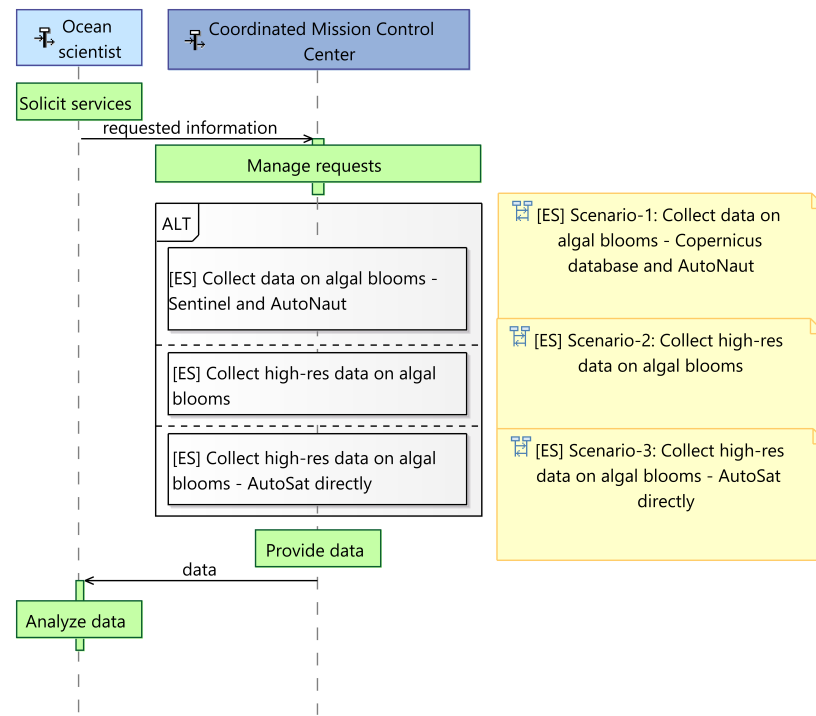 Ocean
scientist
Coordinated Mission Control
Center
Solicit services
requested information
Manage requests
ALT
[ES] Collect data on algal blooms -
Sentinel and AutoNaut
[ES] Collect high-res data on algal
blooms
[ES] Collect high-res data on algal
blooms - AutoSat directly
[ES] Scenario-1: Collect data on
algal blooms - Copernicus
database and AutoNaut
[ES] Scenario-2: Collect high-res
data on algal blooms
[ES] Scenario-3: Collect high-res
data on algal blooms - AutoSat
directly
Provide data
data
Analyze data